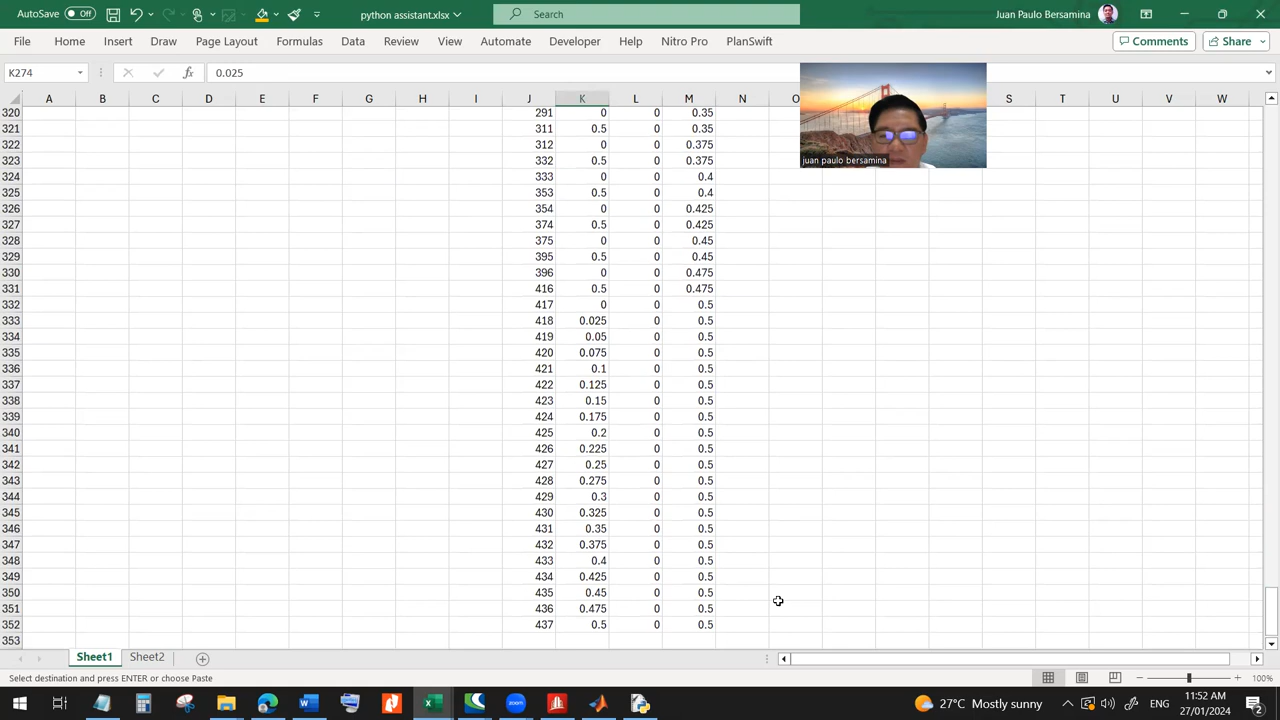 AutoSave Off python assistant.xlsx Search Juan Paulo Bersamina
File Home Insert Draw Page Layout Formulas Data Review View Automate Developer Help Nitro Pro PlanSwift Comments Share
K274 fx 0.025
A B C D E F G H I J K L M N O S T U V W
320 291 0 0 0.35
321 311 0.5 0 0.35
322 312 0 0 0.375
juan paulo bersamina
323 332 0.5 0 0.375
324 333 0 0 0.4
325 353 0.5 0 0.4
326 354 0 0 0.425
327 374 0.5 0 0.425
328 375 0 0 0.45
329 395 0.5 0 0.45
330 396 0 0 0.475
331 416 0.5 0 0.475
332 417 0 0 0.5
333 418 0.025 0 0.5
334 419 0.05 0 0.5
335 420 0.075 0 0.5
336 421 0.1 0 0.5
337 422 0.125 0 0.5
338 423 0.15 0 0.5
339 424 0.175 0 0.5
340 425 0.2 0 0.5
341 426 0.225 0 0.5
342 427 0.25 0 0.5
343 428 0.275 0 0.5
344 429 0.3 0 0.5
345 430 0.325 0 0.5
346 431 0.35 0 0.5
347 432 0.375 0 0.5
348 433 0.4 0 0.5
349 434 0.425 0 0.5
350 435 0.45 0 0.5
351 436 0.475 0 0.5
352 437 0.5 0 0.5
353
Sheet1 Sheet2
Select destination and press ENTER or choose Paste 100%
27°C Mostly sunny ENG 11:52 AM
27/01/2024 2